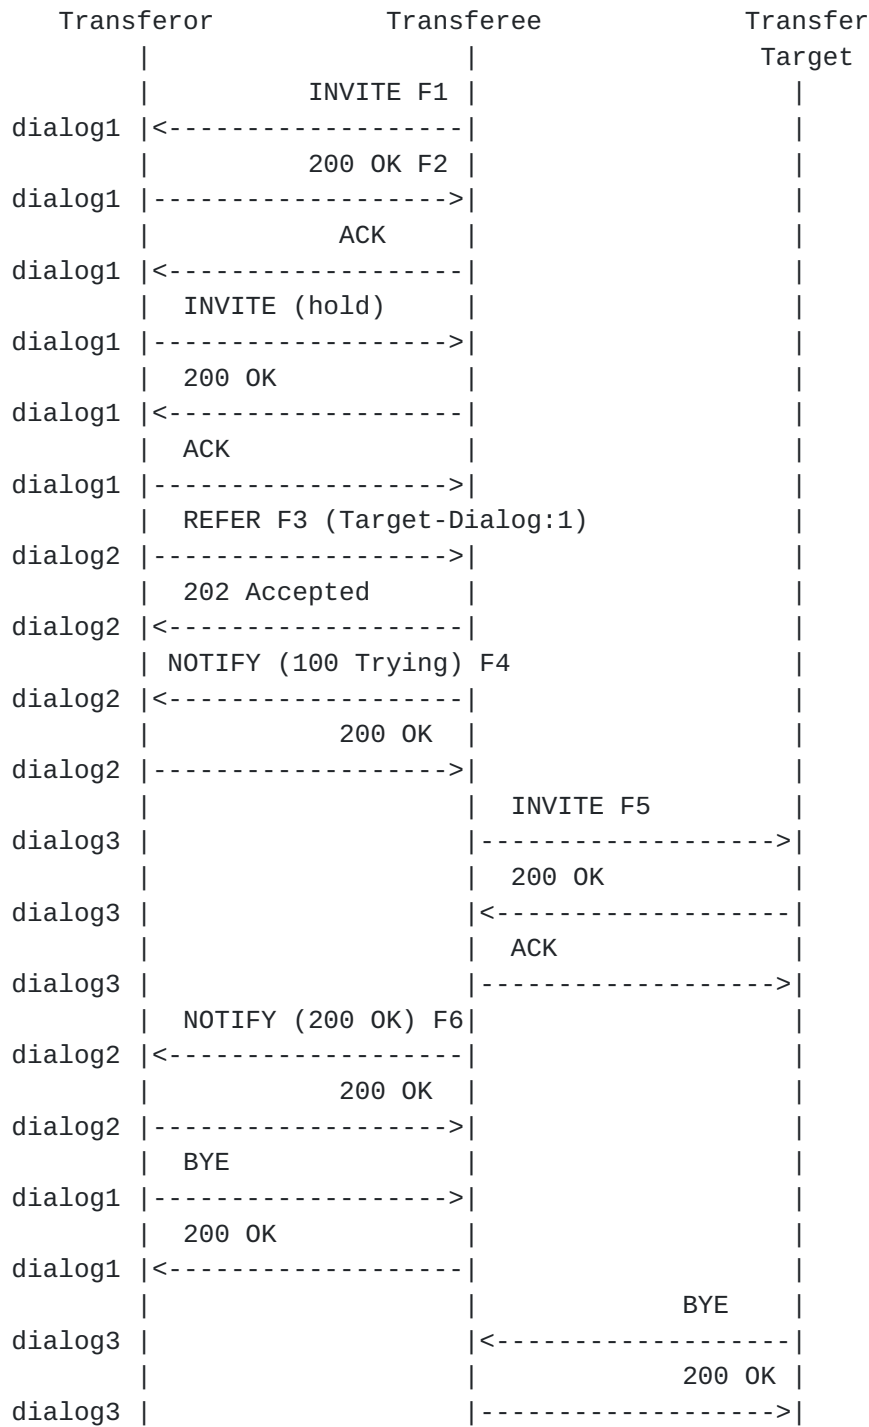 Transferor           Transferee             Transfer
        |                    |                  Target
        |          INVITE F1 |                    |
dialog1 |<-------------------|                    |
        |          200 OK F2 |                    |
dialog1 |------------------->|                    |
        |            ACK     |                    |
dialog1 |<-------------------|                    |
        |  INVITE (hold)     |                    |
dialog1 |------------------->|                    |
        |  200 OK            |                    |
dialog1 |<-------------------|                    |
        |  ACK               |                    |
dialog1 |------------------->|                    |
        |  REFER F3 (Target-Dialog:1)             |
dialog2 |------------------->|                    |
        |  202 Accepted      |                    |
dialog2 |<-------------------|                    |
        | NOTIFY (100 Trying) F4                  |
dialog2 |<-------------------|                    |
        |            200 OK  |                    |
dialog2 |------------------->|                    |
        |                    |  INVITE F5         |
dialog3 |                    |------------------->|
        |                    |  200 OK            |
dialog3 |                    |<-------------------|
        |                    |  ACK               |
dialog3 |                    |------------------->|
        |  NOTIFY (200 OK) F6|                    |
dialog2 |<-------------------|                    |
        |            200 OK  |                    |
dialog2 |------------------->|                    |
        |  BYE               |                    |
dialog1 |------------------->|                    |
        |  200 OK            |                    |
dialog1 |<-------------------|                    |
        |                    |             BYE    |
dialog3 |                    |<-------------------|
        |                    |             200 OK |
dialog3 |                    |------------------->|